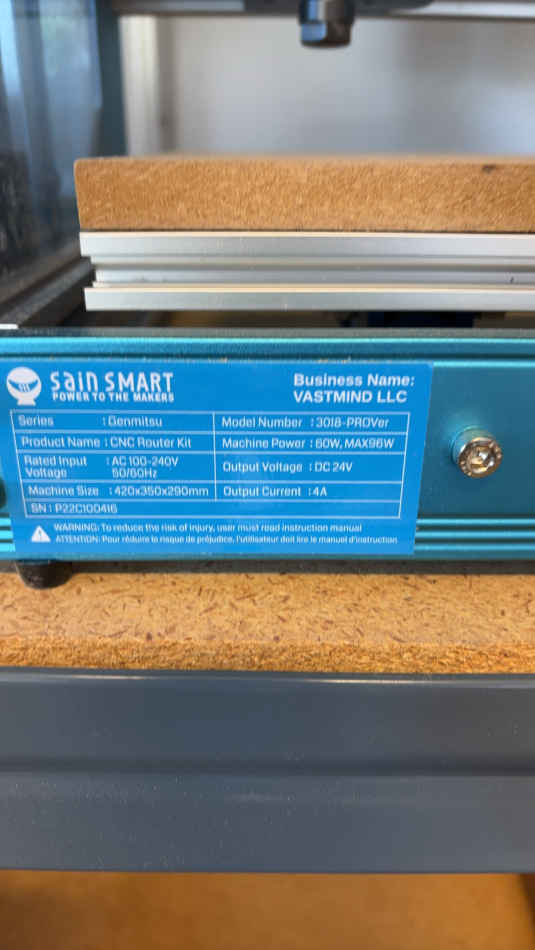 Sain SMART
POWER TO THE MAKERS
Business Name:
VASTMIND LLC
Series : Genmitsu
Model Number : 3018-PROVer
Product Name : CNC Router Kit
Machine Power : 60W, MAX96W
Rated Input Voltage : AC 100-240V 50/60Hz
Output Voltage : DC 24V
Machine Size : 420x350x290mm
Output Current : 4A
SN : P22C100416
WARNING: To reduce the risk of injury, user must read instruction manual
ATTENTION: Pour réduire le risque de préjudice, l'utilisateur doit lire le manuel d'instruction